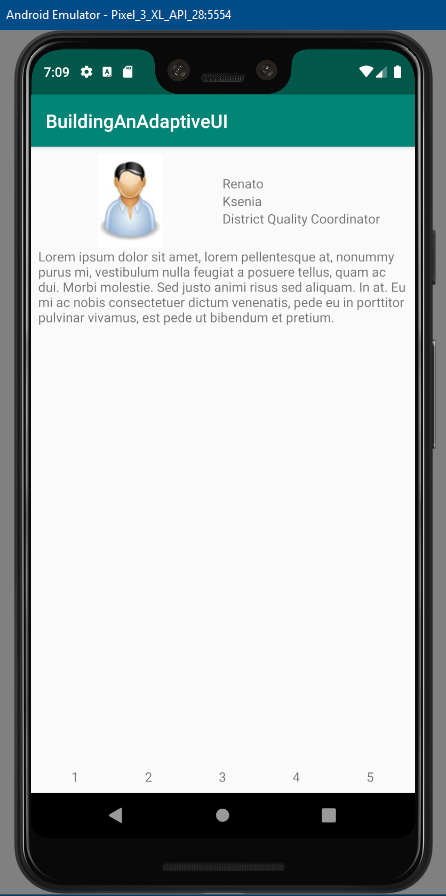 Android Emulator - Pixel_3_XL_API_28:5554
7:09
BuildingAnAdaptiveUI
Renato
Ksenia
District Quality Coordinator
Lorem ipsum dolor sit amet, lorem pellentesque at, nonummy
purus mi, vestibulum nulla feugiat a posuere tellus, quam ac
dui. Morbi molestie. Sed justo animi risus sed aliquam. In at. Eu
mi ac nobis consectetuer dictum venenatis, pede eu in porttitor
pulvinar vivamus, est pede ut bibendum et pretium.
1 2 3 4 5